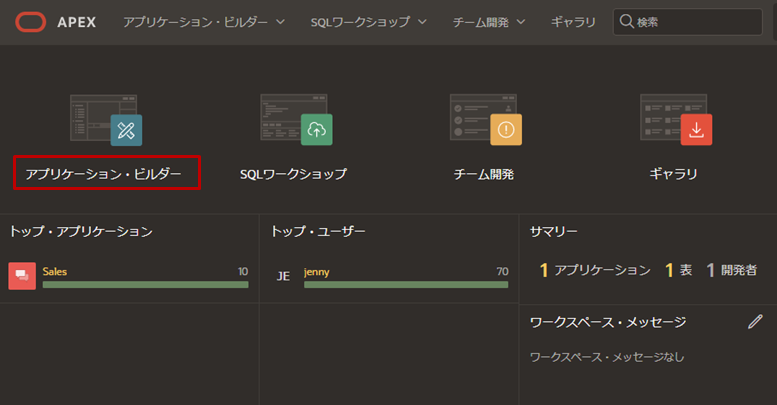 APEX アプリケーション・ビルダー SQLワークショップ チーム開発 ギャラリ 検索
アプリケーション・ビルダー SQLワークショップ チーム開発 ギャラリ
トップ・アプリケーション
Sales 10
トップ・ユーザー
JE jenny 70
サマリー
1 アプリケーション 1 表 1 開発者
ワークスペース・メッセージ
ワークスペース・メッセージなし